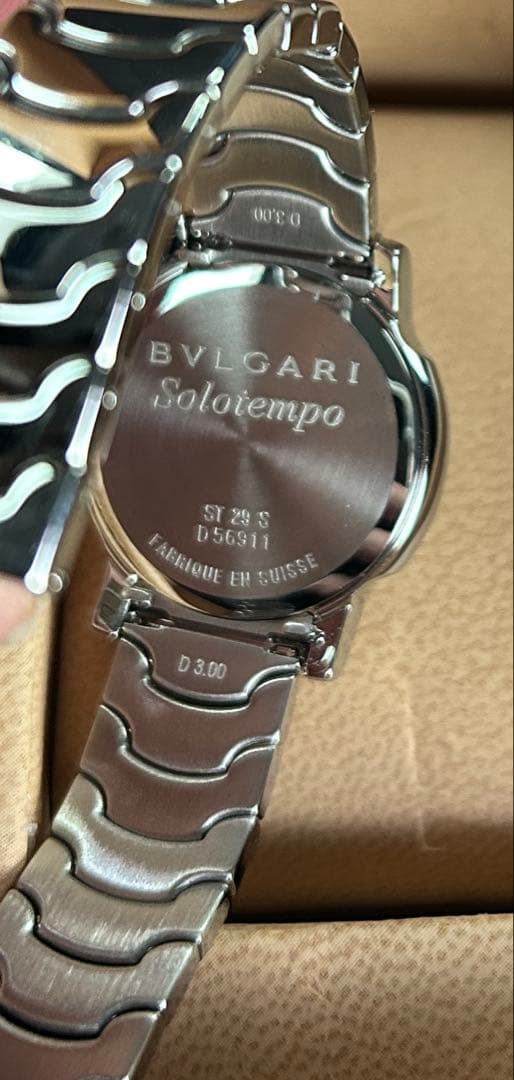 D 3.00
BVLGARI
Solotempo
ST 29 S
D56911
FABRIQUE EN SUISSE
D 3.00